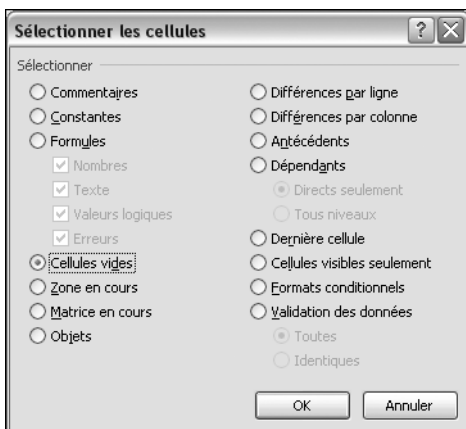 Sélectionner les cellules
Sélectionner
Commentaires
Constantes
Formules
Nombres
Texte
Valeurs logiques
Erreurs
Cellules vides
Zone en cours
Matrice en cours
Objets
Différences par ligne
Différences par colonne
Antécédents
Dépendants
Directs seulement
Tous niveaux
Dernière cellule
Cellules visibles seulement
Formats conditionnels
Validation des données
Toutes
Identiques
OK
Annuler